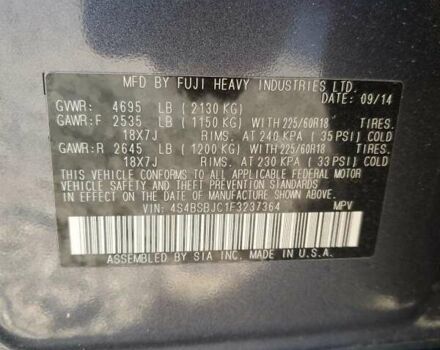 MFD BY FUJI HEAVY INDUSTRIES LTD.
DATE: 09/14
GVWR: 4695 LB ( 2130 KG)
GAWR:F 2535 LB ( 1150 KG) WITH 225/60R18 TIRES.
18X7J RIMS. AT 240 KPA ( 35 PSI) COLD
GAWR:R 2645 LB ( 1200 KG) WITH 225/60R18 TIRES.
18X7J RIMS. AT 230 KPA ( 33 PSI) COLD
THIS VEHICLE CONFORMS TO ALL APPLICABLE FEDERAL MOTOR
VEHICLE SAFETY AND THEFT PREVENTION STANDARDS IN EFFECT
ON THE DATE OF MANUFACTURE SHOWN ABOVE.
VIN: 4S4BSBJC1F3237364 MPV
ASSEMBLED BY SIA INC. MADE IN U.S.A.